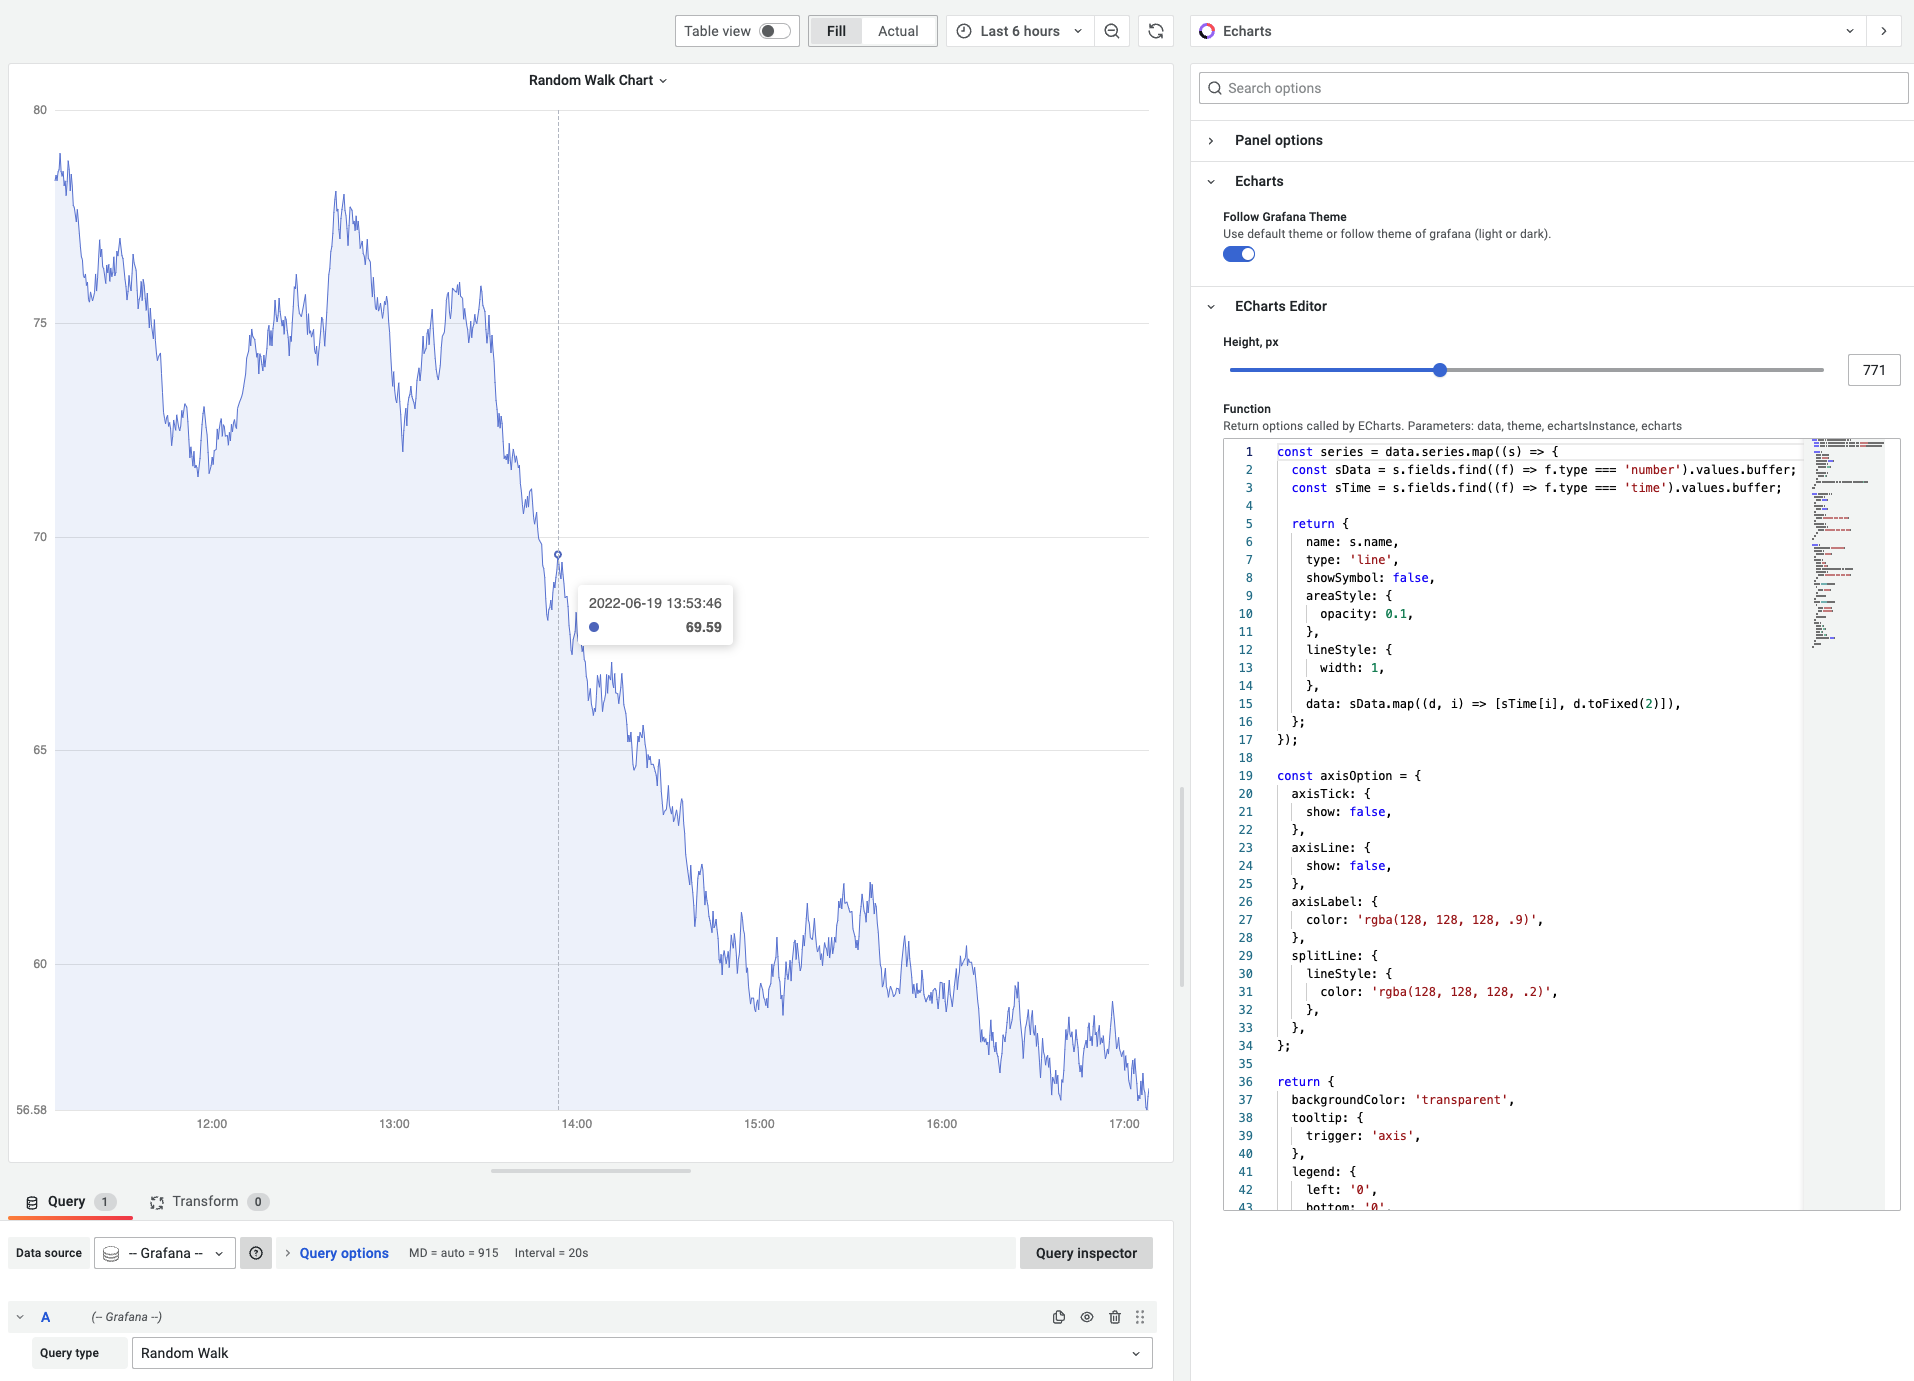 Table view
Fill
Actual
Last 6 hours
Echarts
Random Walk Chart
80
75
70
65
60
56.58
12:00
13:00
14:00
15:00
16:00
17:00
2022-06-19 13:53:46
69.59
Query 1
Transform 0
Data source
-- Grafana --
Query options
MD = auto = 915
Interval = 20s
Query inspector
A
(-- Grafana --)
Query type
Random Walk
Search options
Panel options
Echarts
Follow Grafana Theme
Use default theme or follow theme of grafana (light or dark).
ECharts Editor
Height, px
771
Function
Return options called by ECharts. Parameters: data, theme, echartsInstance, echarts
1 const series = data.series.map((s) => {
2 const sData = s.fields.find((f) => f.type === 'number').values.buffer;
3 const sTime = s.fields.find((f) => f.type === 'time').values.buffer;
4
5 return {
6 name: s.name,
7 type: 'line',
8 showSymbol: false,
9 areaStyle: {
10 opacity: 0.1,
11 },
12 lineStyle: {
13 width: 1,
14 },
15 data: sData.map((d, i) => [sTime[i], d.toFixed(2)]),
16 };
17 });
18
19 const axisOption = {
20 axisTick: {
21 show: false,
22 },
23 axisLine: {
24 show: false,
25 },
26 axisLabel: {
27 color: 'rgba(128, 128, 128, .9)',
28 },
29 splitLine: {
30 lineStyle: {
31 color: 'rgba(128, 128, 128, .2)',
32 },
33 },
34 };
35
36 return {
37 backgroundColor: 'transparent',
38 tooltip: {
39 trigger: 'axis',
40 },
41 legend: {
42 left: '0',
43 bottom: '0',